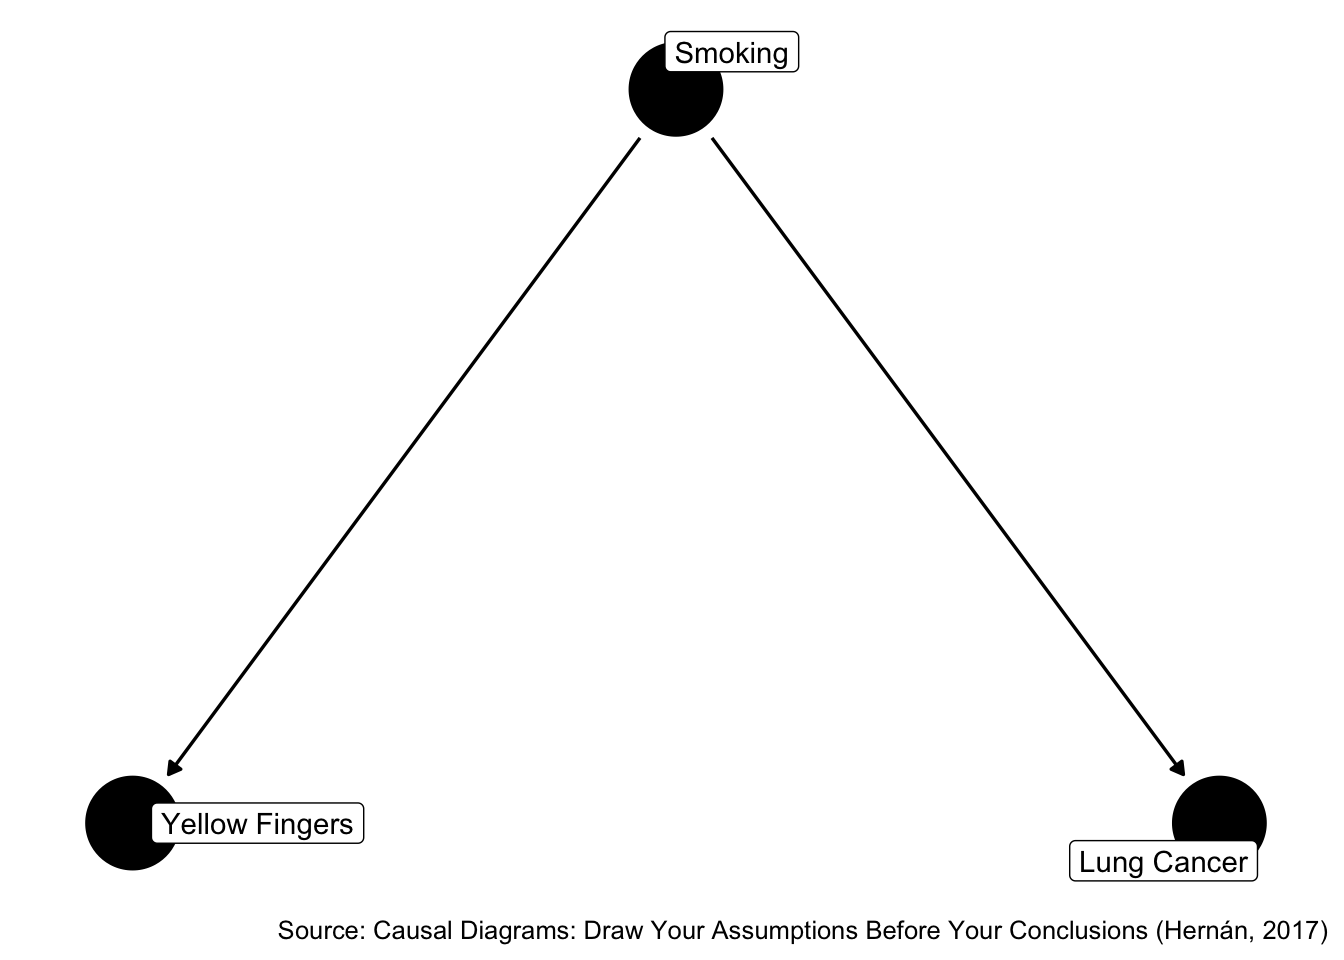 Smoking
Yellow Fingers
Lung Cancer
Source: Causal Diagrams: Draw Your Assumptions Before Your Conclusions (Hernán, 2017)